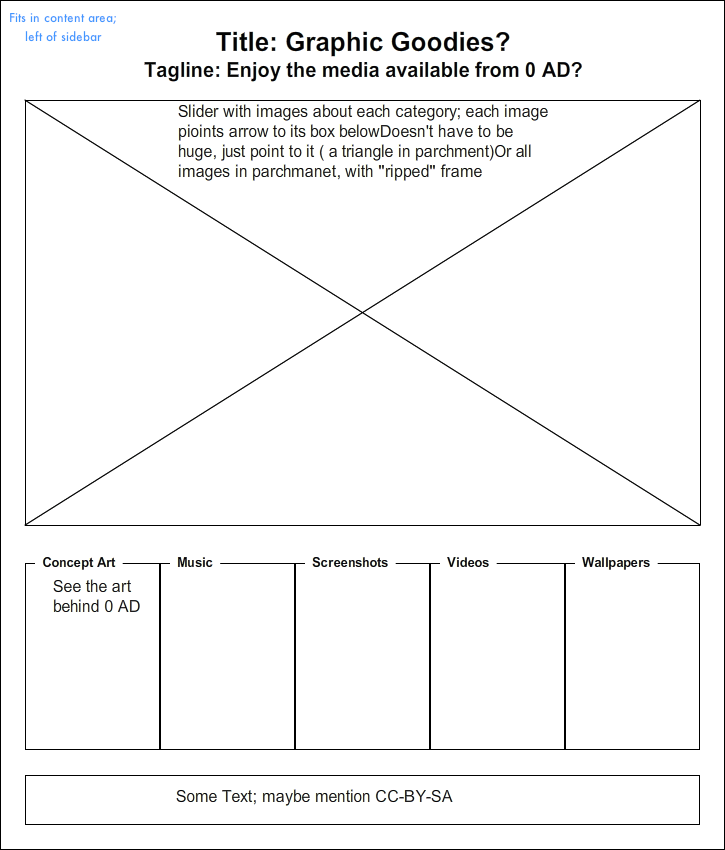 Fits in content area;
left of sidebar
Title: Graphic Goodies?
Tagline: Enjoy the media available from 0 AD?
Slider with images about each category; each image
pioints arrow to its box belowDoesn't have to be
huge, just point to it ( a triangle in parchment)Or all
images in parchmanet, with "ripped" frame
Concept Art
Music
Screenshots
Videos
Wallpapers
See the art
behind 0 AD
Some Text; maybe mention CC-BY-SA